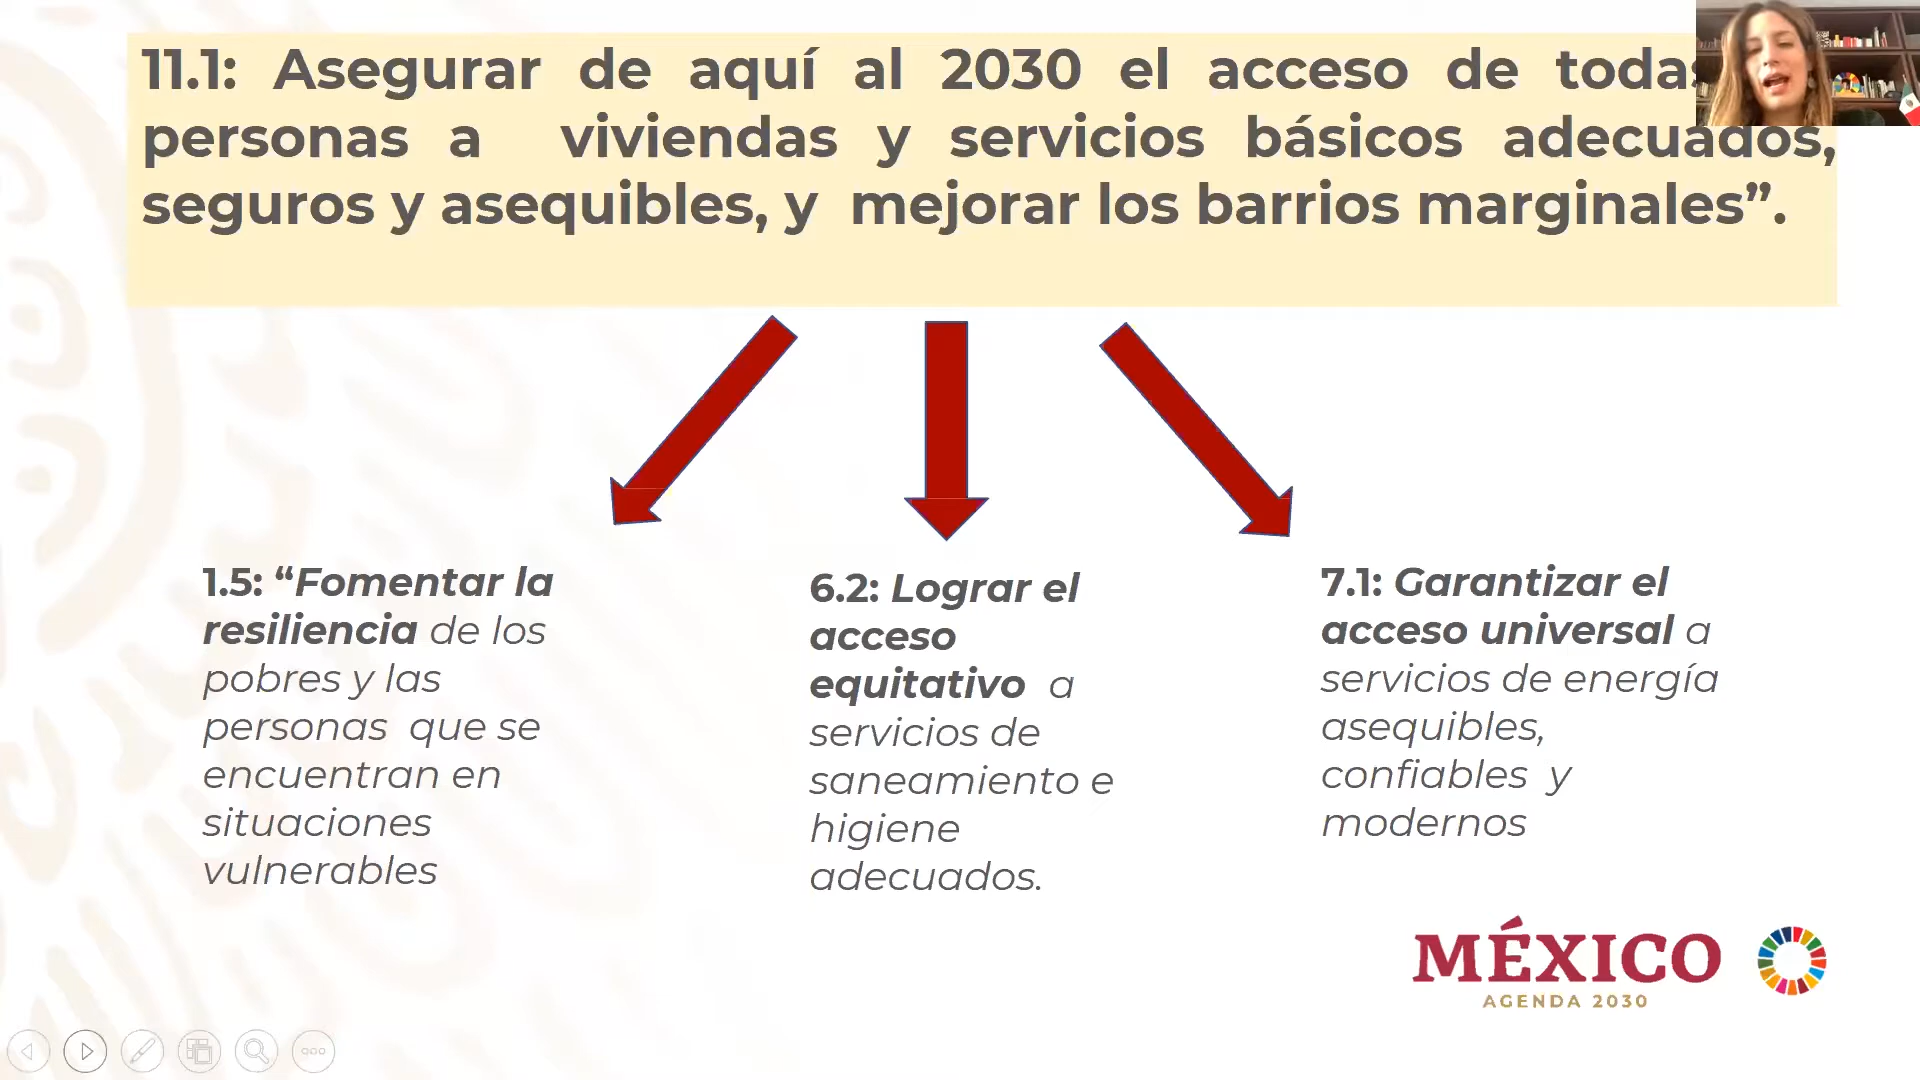 11.1: Asegurar de aquí al 2030 el acceso de todas
personas a viviendas y servicios básicos adecuados,
seguros y asequibles, y mejorar los barrios marginales”.
1.5: “Fomentar la
resiliencia de los
pobres y las
personas que se
encuentran en
situaciones
vulnerables
6.2: Lograr el
acceso
equitativo a
servicios de
saneamiento e
higiene
adecuados.
7.1: Garantizar el
acceso universal a
servicios de energía
asequibles,
confiables y
modernos
MÉXICO
AGENDA 2030